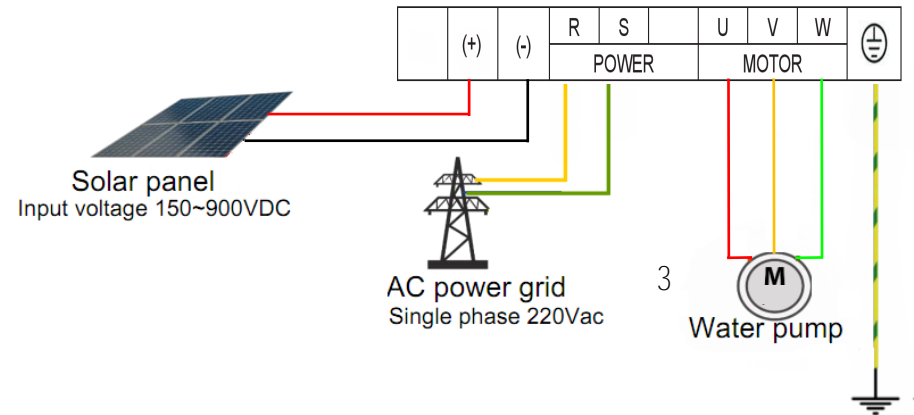 (+) (-) R S U V W
POWER MOTOR
Solar panel
Input voltage 150~900VDC
AC power grid
Single phase 220Vac
3
M
Water pump